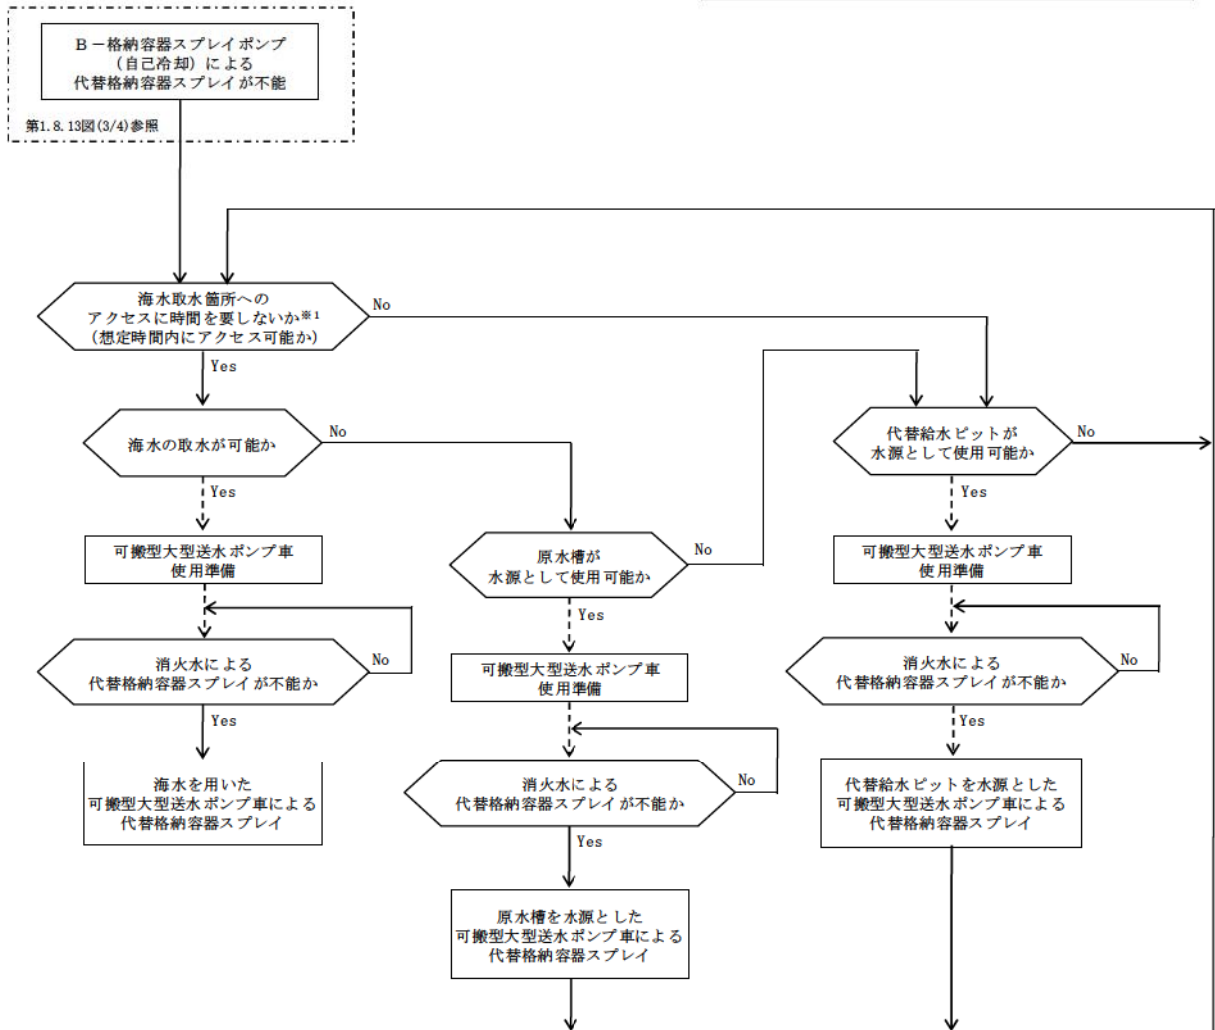 B－格納容器スプレイポンプ
（自己冷却）による
代替格納容器スプレイが不能
第1.8.13図(3/4)参照
海水取水箇所への
アクセスに時間を要しないか※1
（想定時間内にアクセス可能か）
No
Yes
海水の取水が可能か
No
Yes
代替給水ピットが
水源として使用可能か
No
Yes
可搬型大型送水ポンプ車
使用準備
原水槽が
水源として使用可能か
No
Yes
可搬型大型送水ポンプ車
使用準備
消火水による
代替格納容器スプレイが不能か
No
Yes
可搬型大型送水ポンプ車
使用準備
消火水による
代替格納容器スプレイが不能か
No
Yes
海水を用いた
可搬型大型送水ポンプ車による
代替格納容器スプレイ
消火水による
代替格納容器スプレイが不能か
No
Yes
代替給水ピットを水源とした
可搬型大型送水ポンプ車による
代替格納容器スプレイ
原水槽を水源とした
可搬型大型送水ポンプ車による
代替格納容器スプレイ